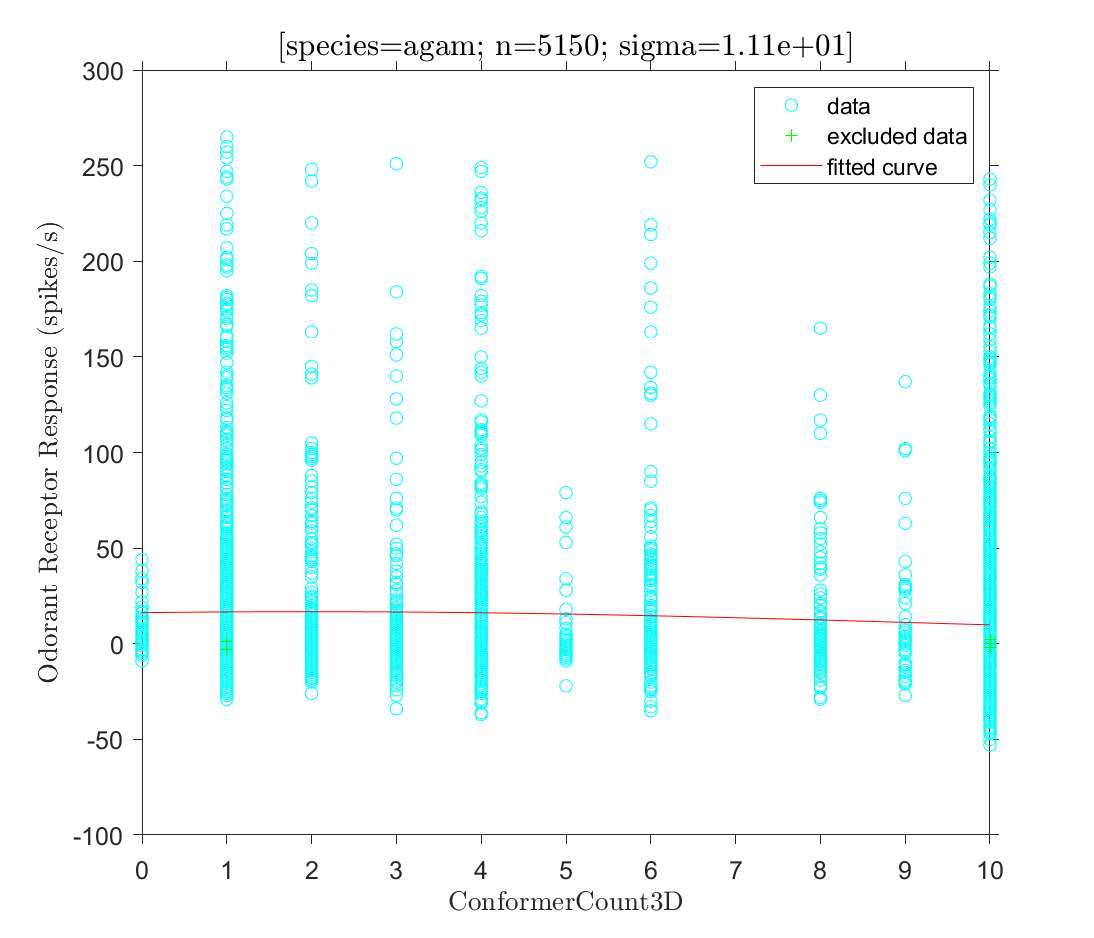 [species=agam; n=5150; sigma=1.11e+01]
300
250
200
150
100
50
0
-50
-100
Odorant Receptor Response (spikes/s)
data
excluded data
fitted curve
0 1 2 3 4 5 6 7 8 9 10
ConformerCount3D